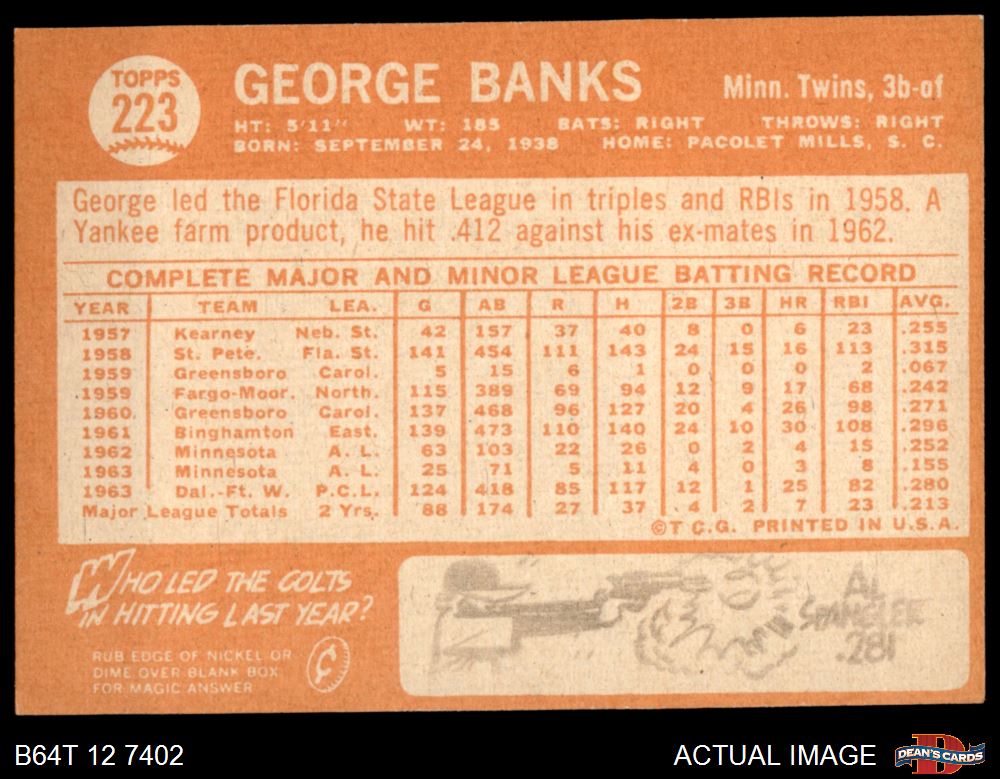 TOPPS
223
GEORGE BANKS
Minn. Twins, 3b-of
HT: 5'11" WT: 185 BATS: RIGHT THROWS: RIGHT
BORN: SEPTEMBER 24, 1938 HOME: PACOLET MILLS, S. C.
George led the Florida State League in triples and RBIs in 1958. A
Yankee farm product, he hit .412 against his ex-mates in 1962.
COMPLETE MAJOR AND MINOR LEAGUE BATTING RECORD
YEAR TEAM LEA. G AB R H 2B 3B HR RBI AVG.
1957 Kearney Neb. St. 42 157 37 40 8 0 6 23 .255
1958 St. Pete. Fla. St. 141 454 111 143 24 15 16 113 .315
1959 Greensboro Carol. 5 15 6 1 0 0 0 2 .067
1959 Fargo-Moor. North. 115 389 69 94 12 9 17 68 .242
1960 Greensboro Carol. 137 468 96 127 20 4 26 98 .271
1961 Binghamton East. 139 473 110 140 24 10 30 108 .296
1962 Minnesota A. L. 63 103 22 26 0 2 4 15 .252
1963 Minnesota A. L. 25 71 5 11 4 0 3 8 .155
1963 Dal.-Ft. W. P.C.L. 124 418 85 117 12 1 25 82 .280
Major League Totals 2 Yrs. 88 174 27 37 4 2 7 23 .213
©T.C.G. PRINTED IN U.S.A.
WHO LED THE COLTS
IN HITTING LAST YEAR?
RUB EDGE OF NICKEL OR
DIME OVER BLANK BOX
FOR MAGIC ANSWER
¢
AL
SPANGLER
.281
B64T 12 7402
ACTUAL IMAGE
DEAN'S CARDS